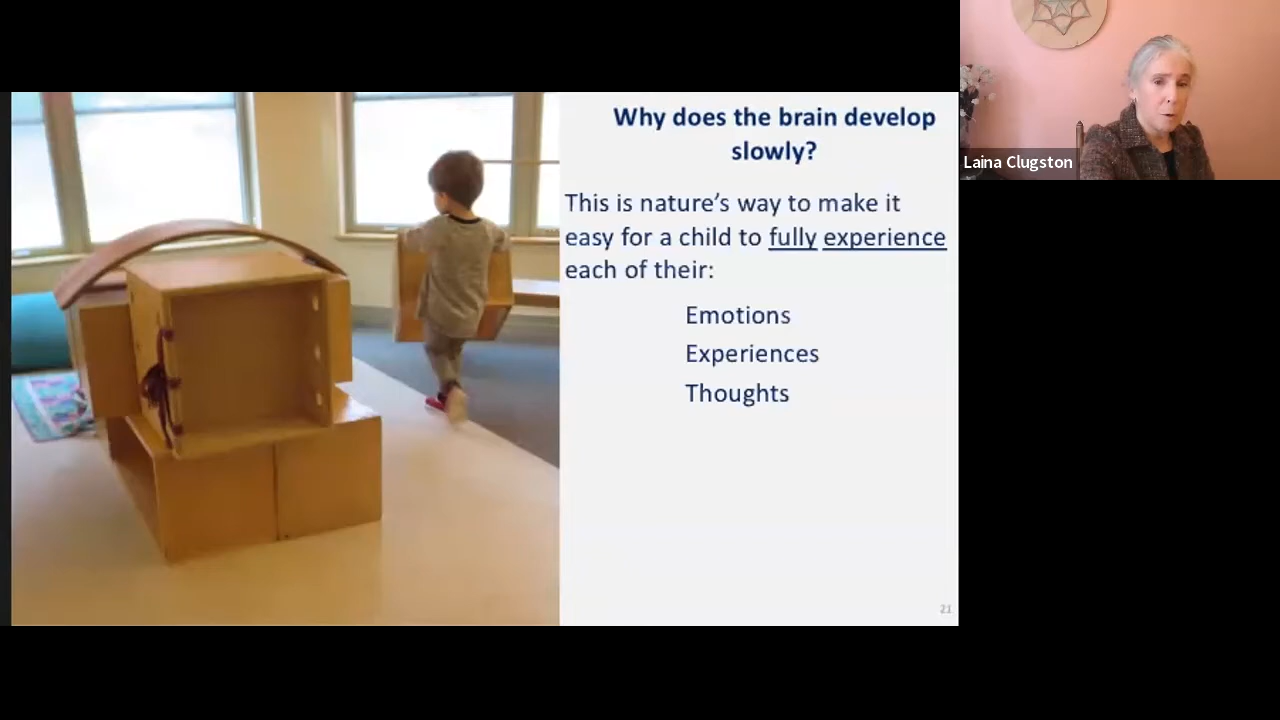 Why does the brain develop
slowly?
This is nature's way to make it
easy for a child to fully experience
each of their:
Emotions
Experiences
Thoughts
21
Laina Clugston